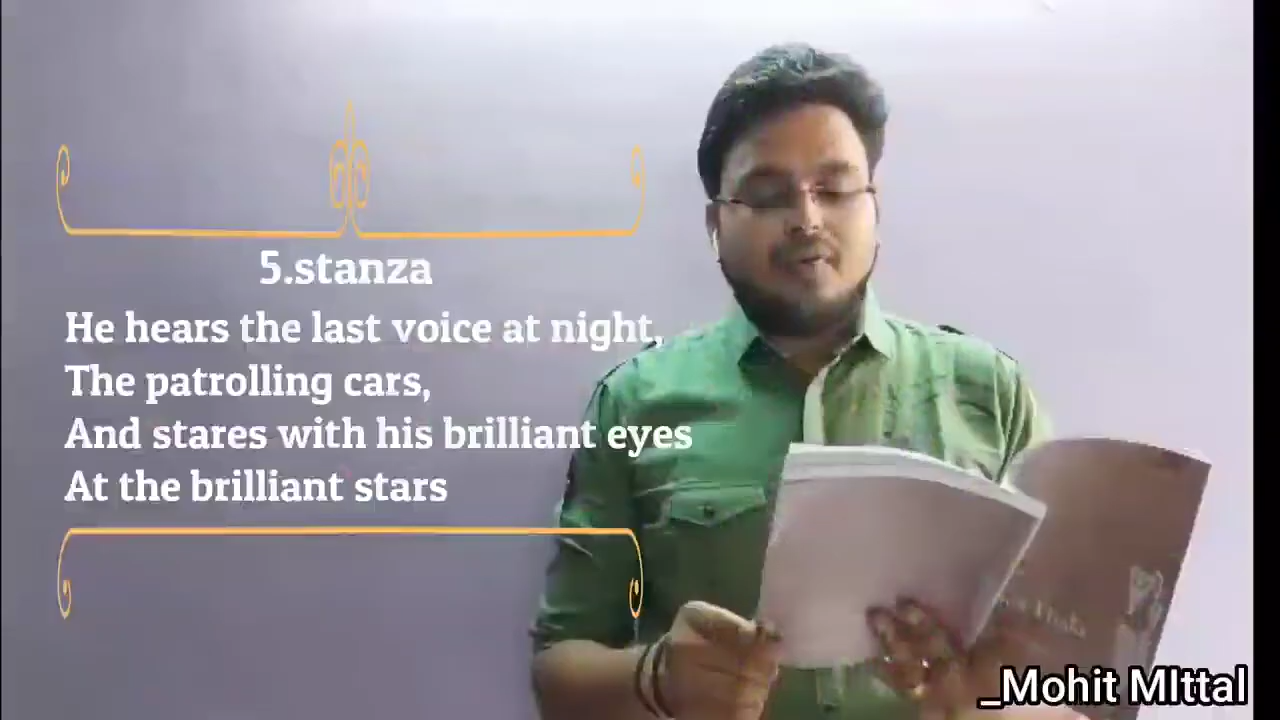 5.stanza
He hears the last voice at night,
The patrolling cars,
And stares with his brilliant eyes
At the brilliant stars
_Mohit MIttal